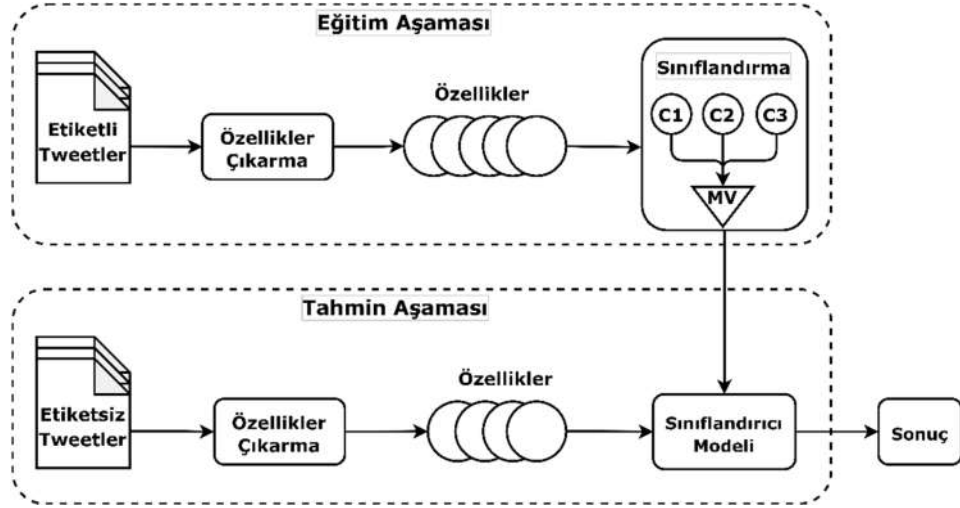 Eğitim Aşaması
Etiketli
Tweetler
Özellikler
Çıkarma
Özellikler
Sınıflandırma
C1 C2 C3
MV
Tahmin Aşaması
Etiketsiz
Tweetler
Özellikler
Çıkarma
Özellikler
Sınıflandırıcı
Modeli
Sonuç